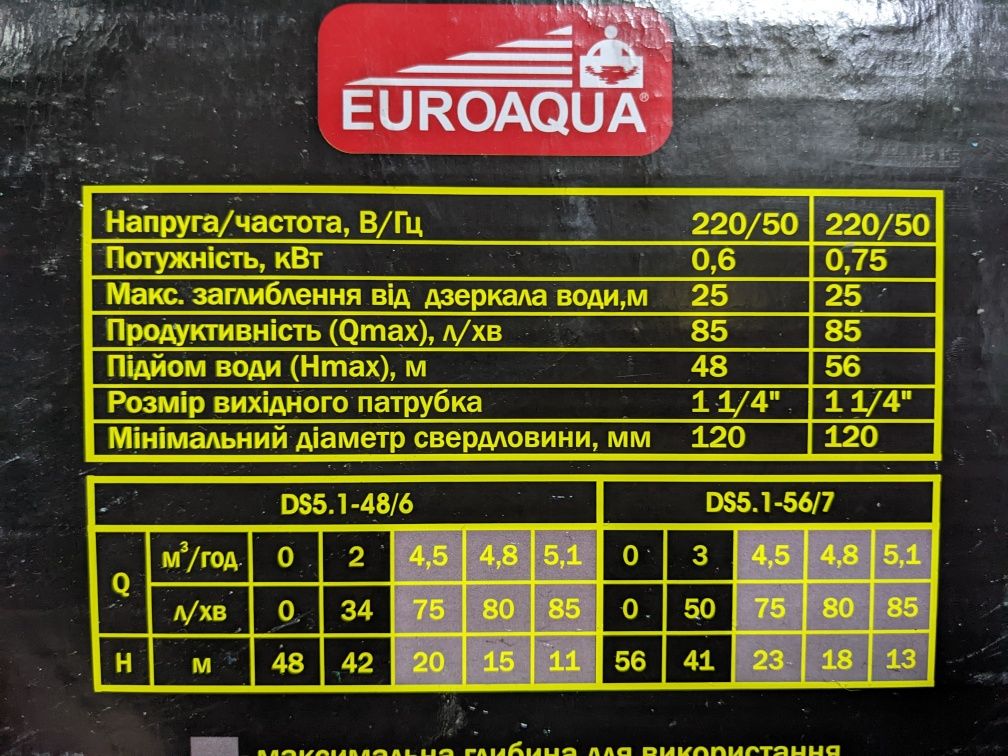 EUROAQUA®
Напруга/частота, В/Гц 220/50 220/50
Потужність, кВт 0,6 0,75
Макс. заглиблення від дзеркала води,м 25 25
Продуктивність (Qmax), л/хв 85 85
Підйом води (Hmax), м 48 56
Розмір вихідного патрубка 1 1/4" 1 1/4"
Мінімальний діаметр свердловини, мм 120 120
DS5.1-48/6 DS5.1-56/7
Q м³/год 0 2 4,5 4,8 5,1 0 3 4,5 4,8 5,1
л/хв 0 34 75 80 85 0 50 75 80 85
H м 48 42 20 15 11 56 41 23 18 13
максимальна глибина для використання